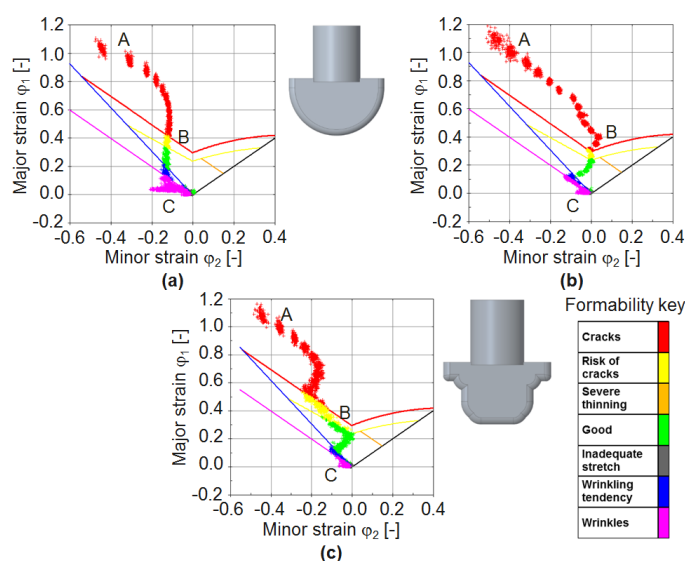 1.2
1.0
0.8
0.6
0.4
0.2
0.0
-0.2
Major strain φ1 [-]
A
B
C
-0.6 -0.4 -0.2 0.0 0.2 0.4
Minor strain φ2 [-]
(a)
1.2
1.0
0.8
0.6
0.4
0.2
0.0
-0.2
Major strain φ1 [-]
A
B
C
-0.6 -0.4 -0.2 0.0 0.2 0.4
Minor strain φ2 [-]
(b)
1.2
1.0
0.8
0.6
0.4
0.2
0.0
-0.2
Major strain φ1 [-]
A
B
C
-0.6 -0.4 -0.2 0.0 0.2 0.4
Minor strain φ2 [-]
(c)
Formability key
Cracks
Risk of
cracks
Severe
thinning
Good
Inadequate
stretch
Wrinkling
tendency
Wrinkles